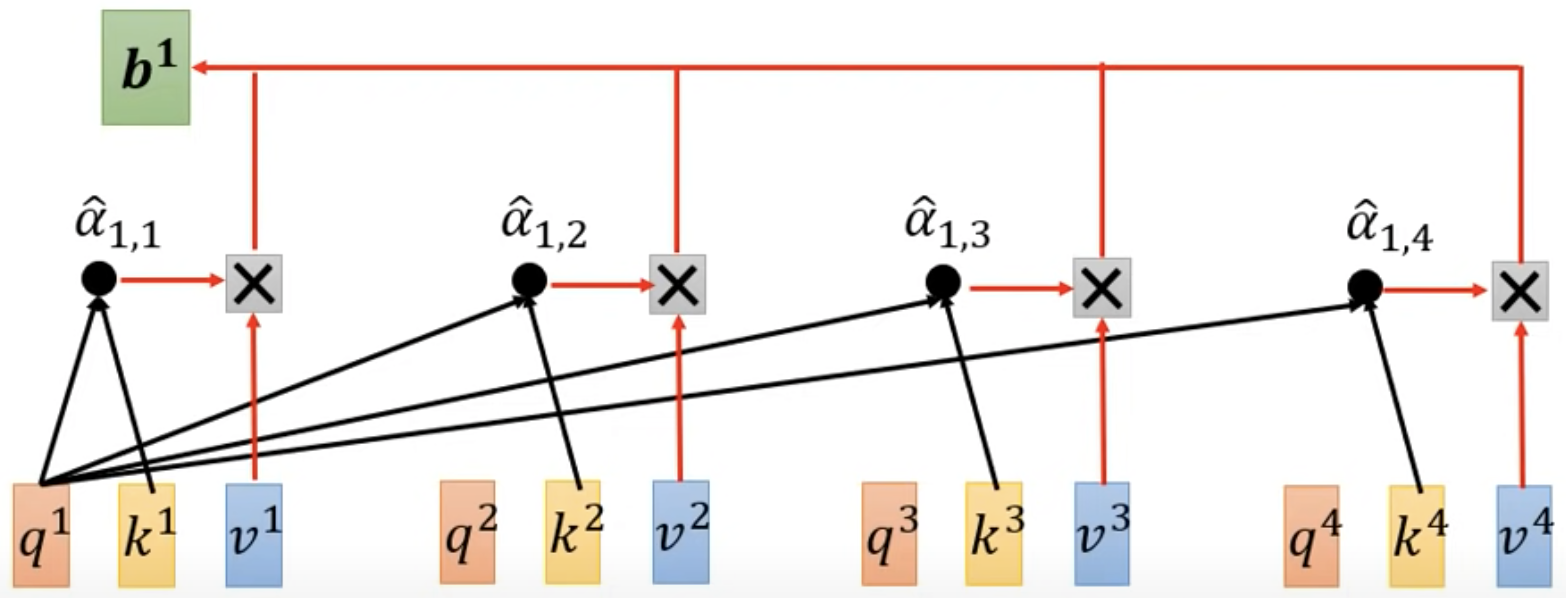 b¹
α̂₁,₁ α̂₁,₂ α̂₁,₃ α̂₁,₄
q¹ k¹ v¹ q² k² v² q³ k³ v³ q⁴ k⁴ v⁴